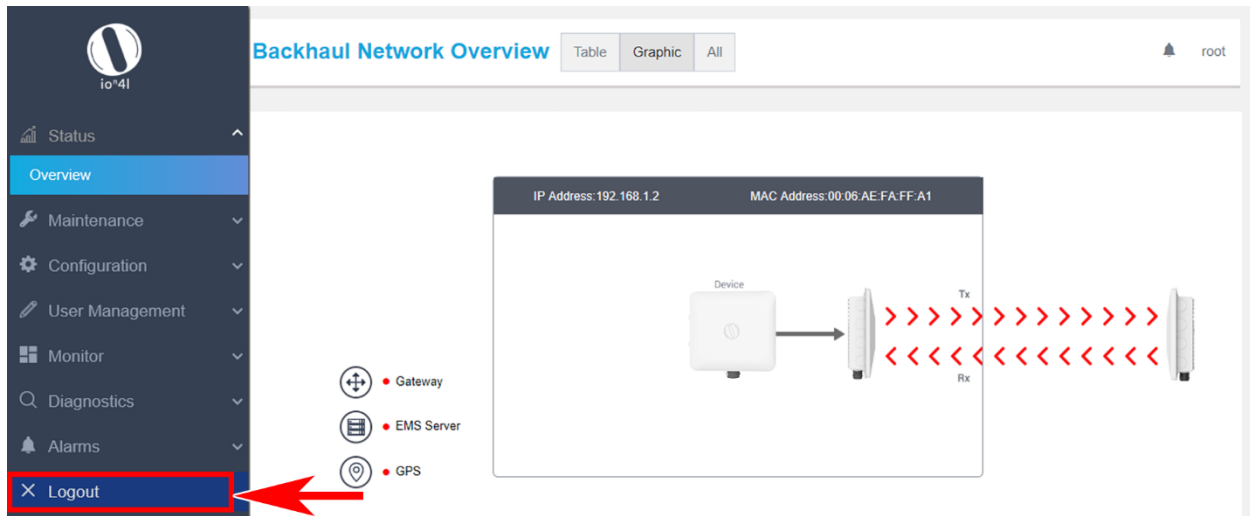 ioⁿ4l
Status
Overview
Maintenance
Configuration
User Management
Monitor
Diagnostics
Alarms
Logout
Backhaul Network Overview Table Graphic All root
IP Address:192.168.1.2 MAC Address:00:06:AE:FA:FF:A1
Device
Tx
Rx
Gateway
EMS Server
GPS